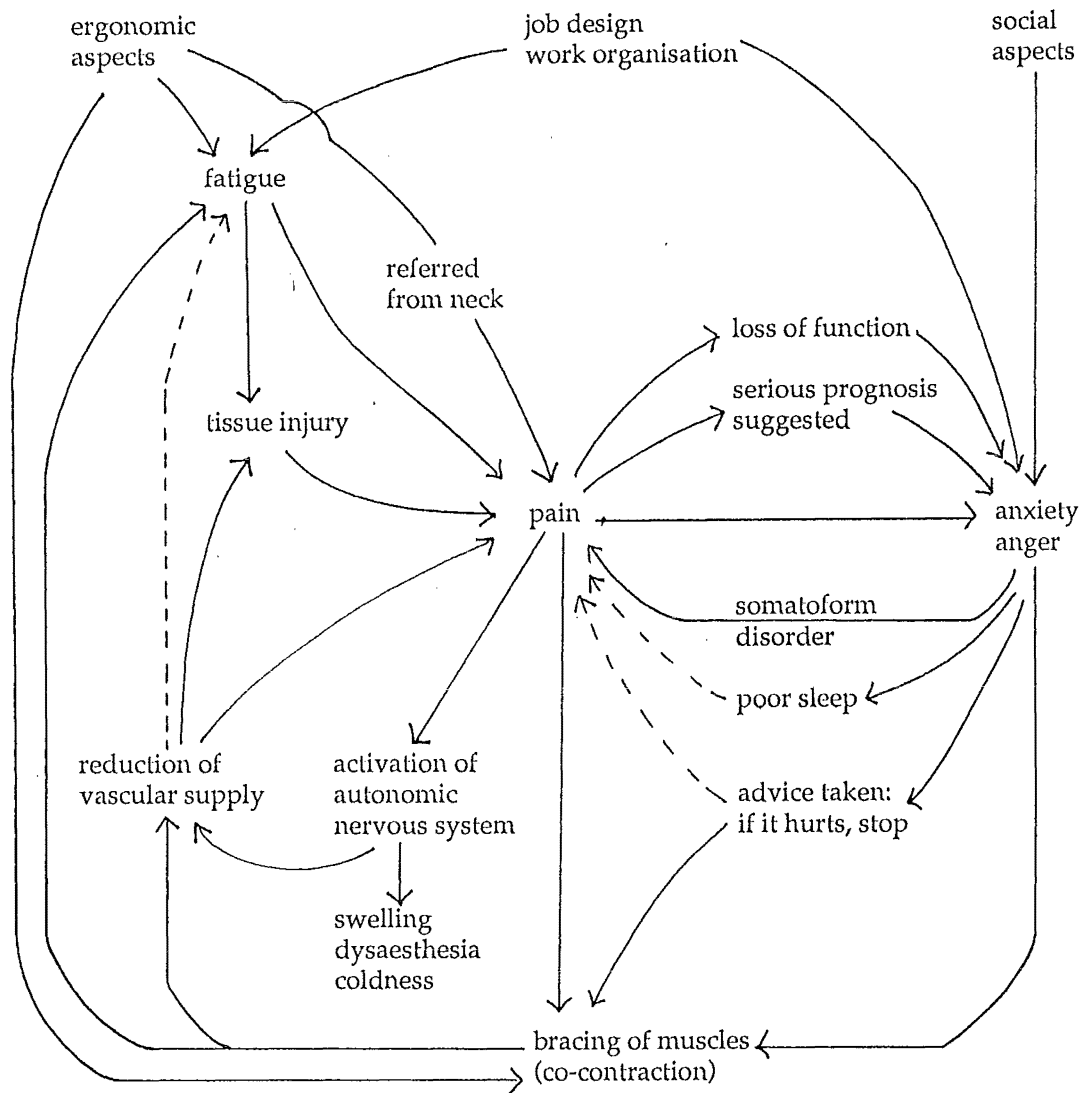 ergonomic
aspects
job design
work organisation
social
aspects
fatigue
referred
from neck
loss of function
serious prognosis
suggested
tissue injury
pain
anxiety
anger
somatoform
disorder
poor sleep
reduction of
vascular supply
activation of
autonomic
nervous system
advice taken:
if it hurts, stop
swelling
dysaesthesia
coldness
bracing of muscles
(co-contraction)